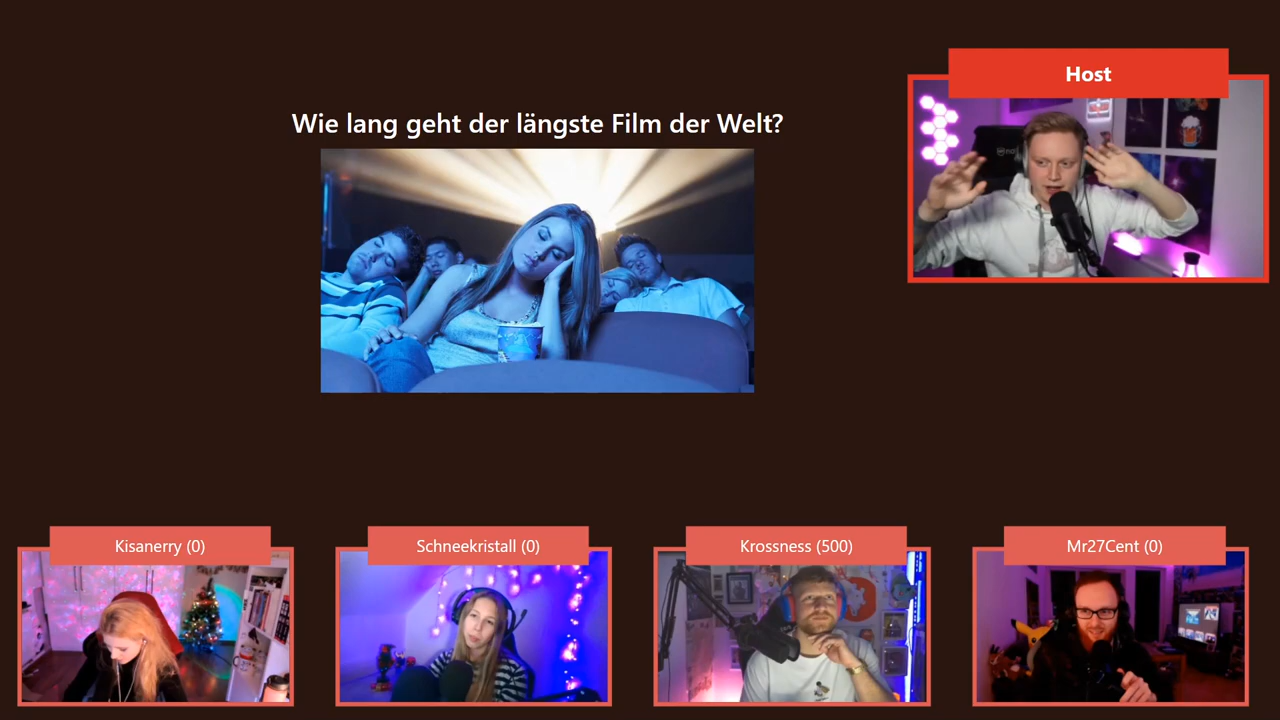 Host
Wie lang geht der längste Film der Welt?
Kisanerry (0)
Schneekristall (0)
Krossness (500)
Mr27Cent (0)